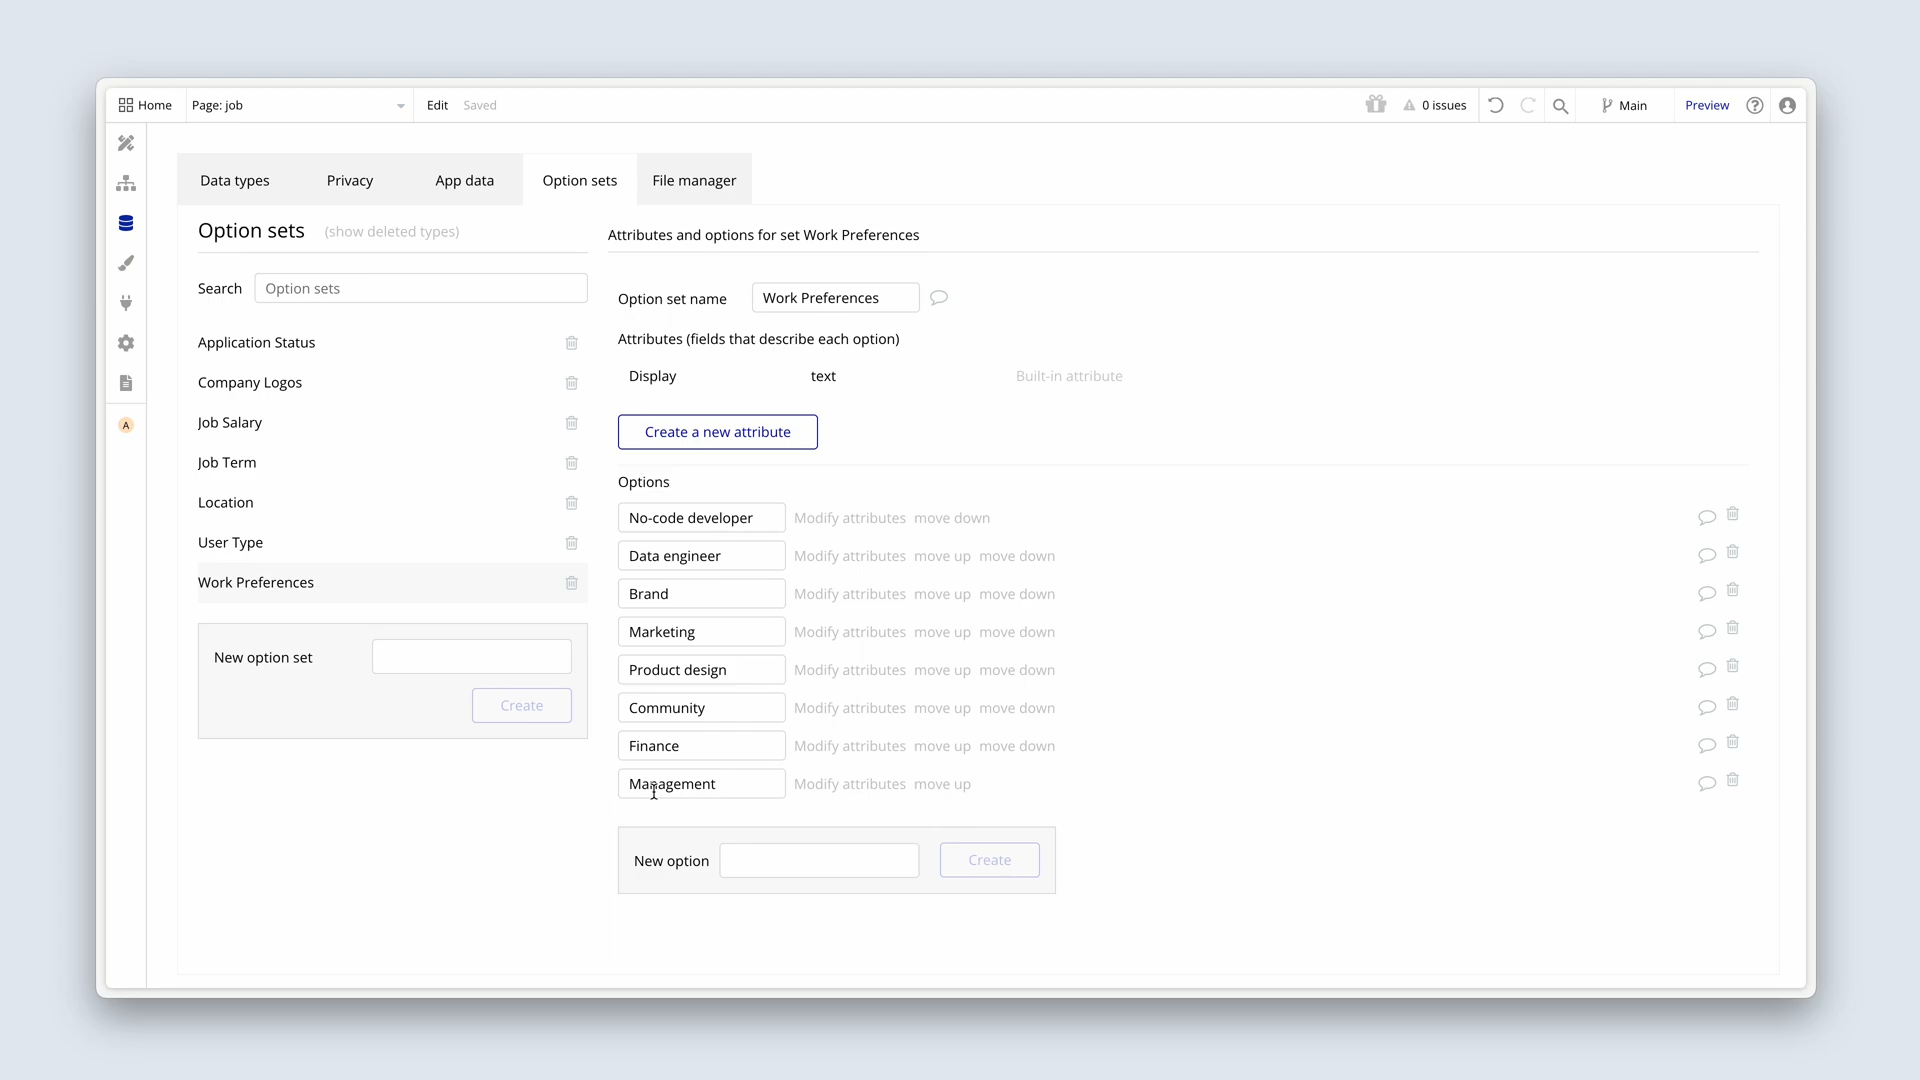 Home
Page: job
Edit
Saved
0 issues
Main
Preview
?
Data types
Privacy
App data
Option sets
File manager
Option sets (show deleted types)
Search Option sets
Application Status
Company Logos
Job Salary
Job Term
Location
User Type
Work Preferences
New option set
Create
A
Attributes and options for set Work Preferences
Option set name Work Preferences
Attributes (fields that describe each option)
Display text Built-in attribute
Create a new attribute
Options
No-code developer Modify attributes move down
Data engineer Modify attributes move up move down
Brand Modify attributes move up move down
Marketing Modify attributes move up move down
Product design Modify attributes move up move down
Community Modify attributes move up move down
Finance Modify attributes move up move down
Management Modify attributes move up
New option Create